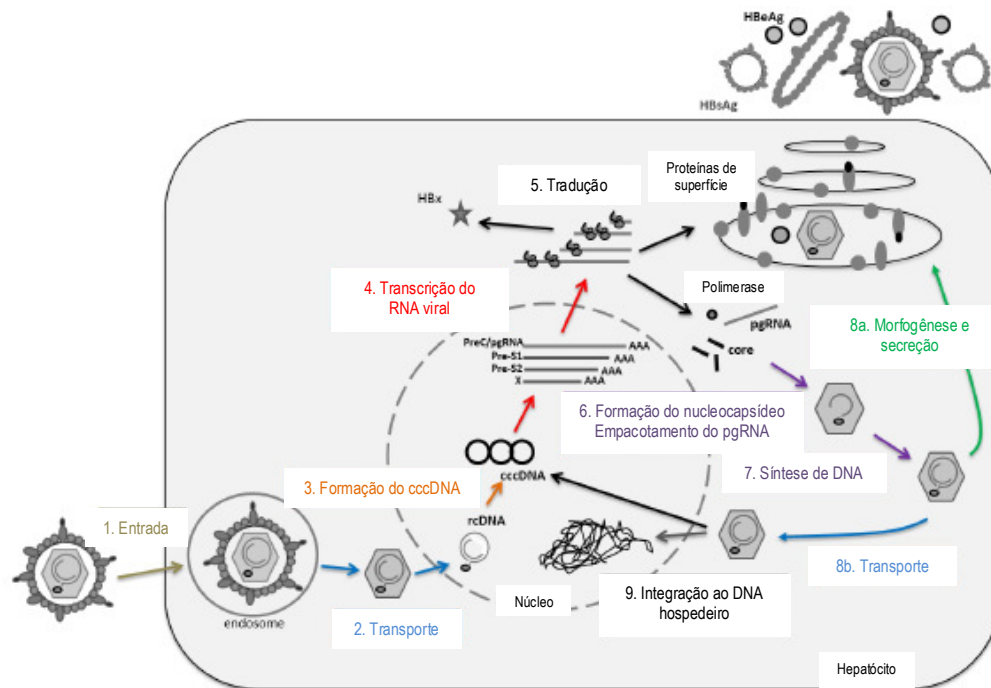 HBeAg
HBsAg
5. Tradução
Proteínas de
superfície
HBx
4. Transcrição do
RNA viral
Polimerase
pgRNA
core
8a. Morfogênese e
secreção
PreC/pgRNA
AAA
Pre-S1
AAA
Pre-S2
AAA
X
AAA
6. Formação do nucleocapsídeo
Empacotamento do pgRNA
7. Síntese de DNA
cccDNA
3. Formação do cccDNA
rcDNA
1. Entrada
endosome
2. Transporte
Núcleo
9. Integração ao DNA
hospedeiro
8b. Transporte
Hepatócito